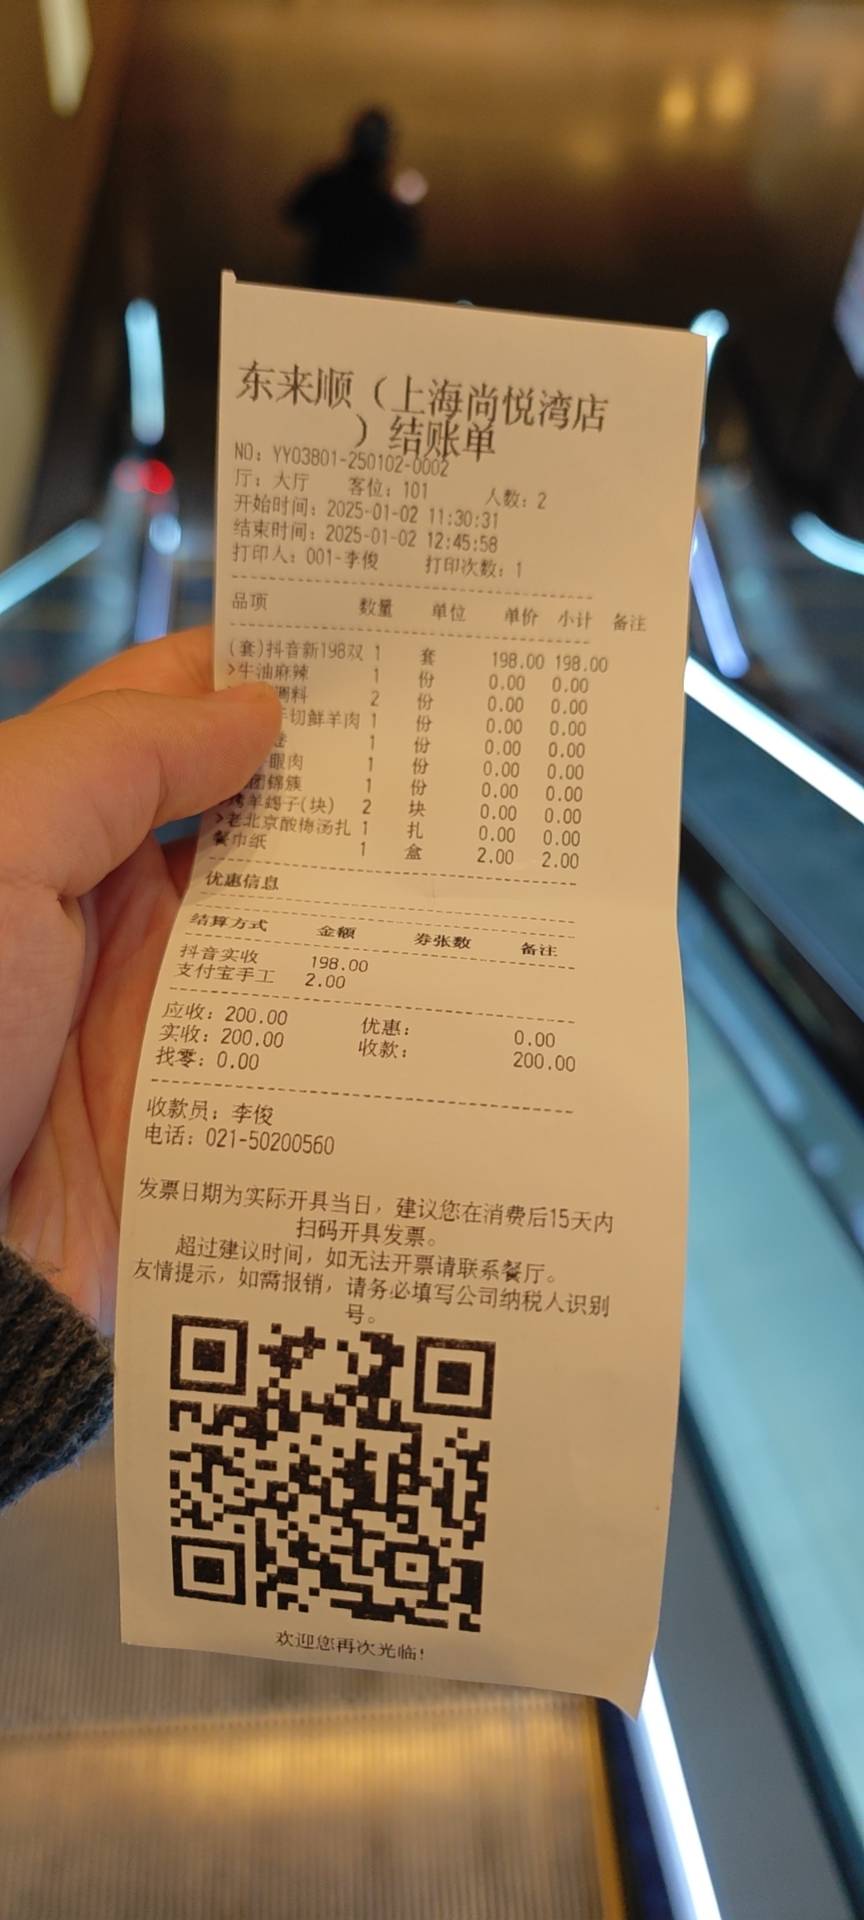 东来顺（上海尚悦湾店
）结账单
NO：YY03801-250102-0002
厅：大厅 客位：101 人数：2
开始时间：2025-01-02 11:30:31
结束时间：2025-01-02 12:45:58
打印人：001-李俊 打印次数：1
品项 数量 单位 单价 小计 备注
(套)抖音新198双 1 套 198.00 198.00
>牛油麻辣 1 份 0.00 0.00
调料 2 份 0.00 0.00
手切鲜羊肉 1 份 0.00 0.00
1 份 0.00 0.00
眼肉 1 份 0.00 0.00
团锦簇 1 份 0.00 0.00
烤羊蝎子(块) 2 块 0.00 0.00
>老北京酸梅汤扎 1 扎 0.00 0.00
餐巾纸 1 盒 2.00 2.00
优惠信息
结算方式 金额 券张数 备注
抖音实收 198.00
支付宝手工 2.00
应收：200.00 优惠： 0.00
实收：200.00 收款： 200.00
找零：0.00
收款员：李俊
电话：021-50200560
发票日期为实际开具当日，建议您在消费后15天内
扫码开具发票。
超过建议时间，如无法开票请联系餐厅。
友情提示，如需报销，请务必填写公司纳税人识别
号。
欢迎您再次光临！